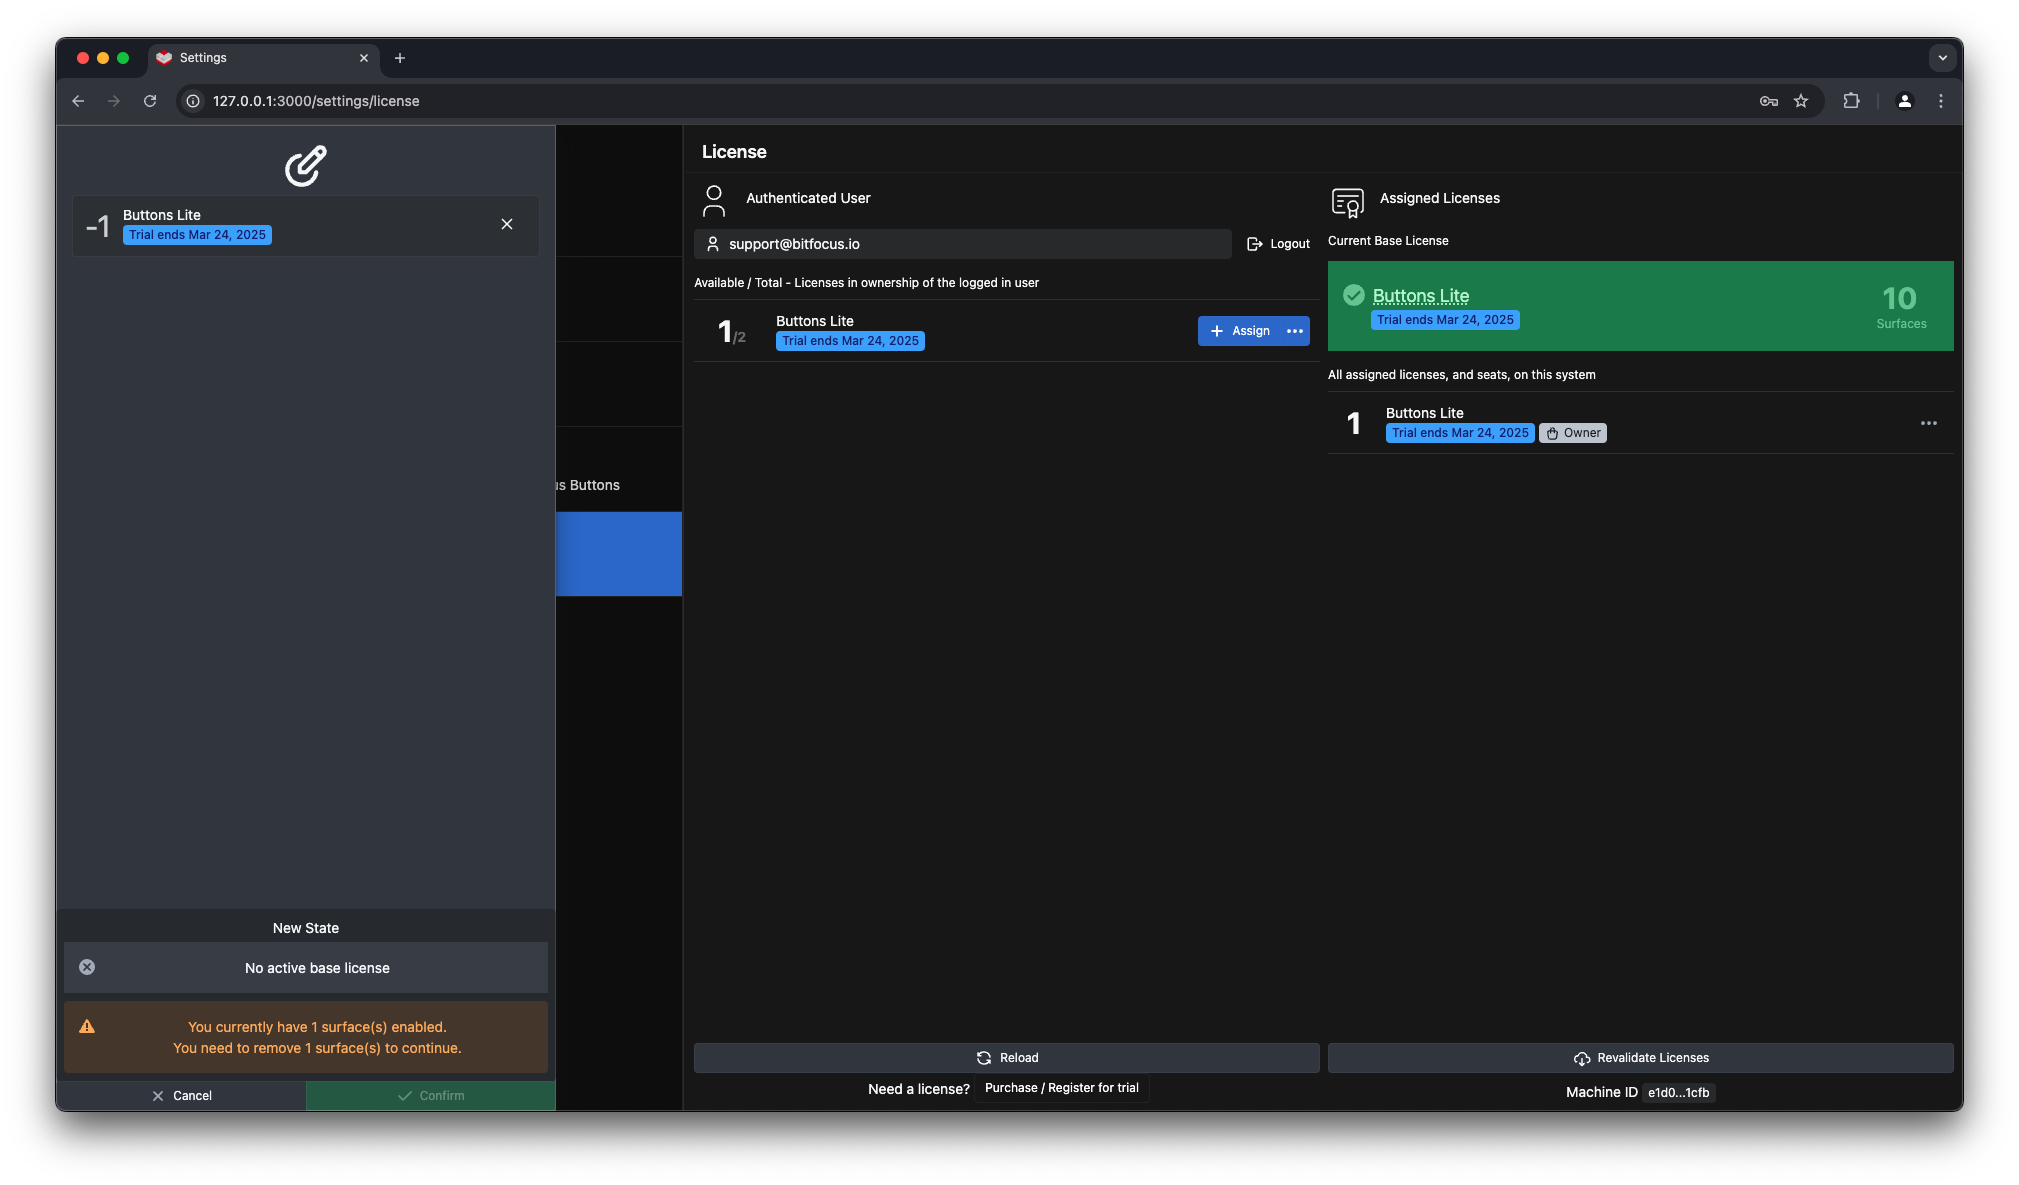 Settings
127.0.0.1:3000/settings/license
-1
Buttons Lite
Trial ends Mar 24, 2025
New State
No active base license
You currently have 1 surface(s) enabled.
You need to remove 1 surface(s) to continue.
Cancel
Confirm
us Buttons
License
Authenticated User
support@bitfocus.io
Logout
Available / Total - Licenses in ownership of the logged in user
1/2
Buttons Lite
Trial ends Mar 24, 2025
Assign
Reload
Need a license?
Purchase / Register for trial
Assigned Licenses
Current Base License
Buttons Lite
Trial ends Mar 24, 2025
10
Surfaces
All assigned licenses, and seats, on this system
1
Buttons Lite
Trial ends Mar 24, 2025
Owner
Revalidate Licenses
Machine ID
e1d0...1cfb